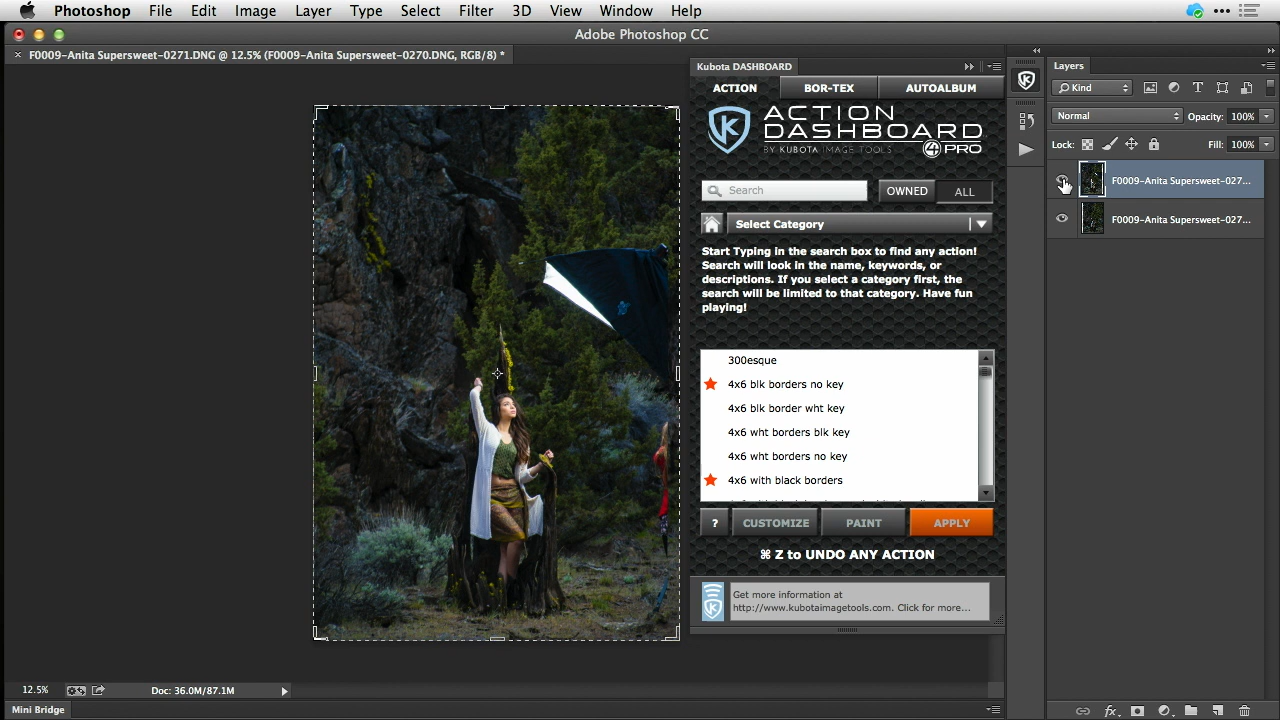 Photoshop File Edit Image Layer Type Select Filter 3D View Window Help
Adobe Photoshop CC
F0009-Anita Supersweet-0271.DNG @ 12.5% (F0009-Anita Supersweet-0270.DNG, RGB/8) *
Kubota DASHBOARD
ACTION BOR-TEX AUTOALBUM
ACTION
DASHBOARD
BY KUBOTA IMAGE TOOLS 4 PRO
K
Search OWNED ALL
Select Category
Start Typing in the search box to find any action!
Search will look in the name, keywords, or
descriptions. If you select a category first, the
search will be limited to that category. Have fun
playing!
300esque
4x6 blk borders no key
4x6 blk border wht key
4x6 wht borders blk key
4x6 wht borders no key
4x6 with black borders
? CUSTOMIZE PAINT APPLY
⌘ Z to UNDO ANY ACTION
K
Get more information at
http://www.kubotaimagetools.com. Click for more...
Layers
Kind
Normal Opacity: 100%
Lock: Fill: 100%
F0009-Anita Supersweet-027...
F0009-Anita Supersweet-027...
12.5% Doc: 36.0M/87.1M
Mini Bridge
fx